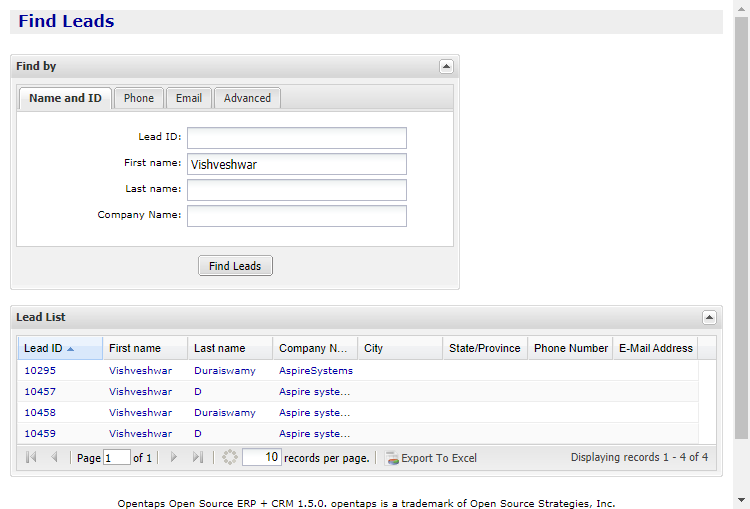 Find Leads
Find by
Name and ID Phone Email Advanced
Lead ID:
First name: Vishveshwar
Last name:
Company Name:
Find Leads
Lead List
Lead ID First name Last name Company N... City State/Province Phone Number E-Mail Address
10295 Vishveshwar Duraiswamy AspireSystems
10457 Vishveshwar D Aspire syste...
10458 Vishveshwar Duraiswamy Aspire syste...
10459 Vishveshwar D Aspire syste...
Page 1 of 1 10 records per page. Export To Excel Displaying records 1 - 4 of 4
Opentaps Open Source ERP + CRM 1.5.0. opentaps is a trademark of Open Source Strategies, Inc.